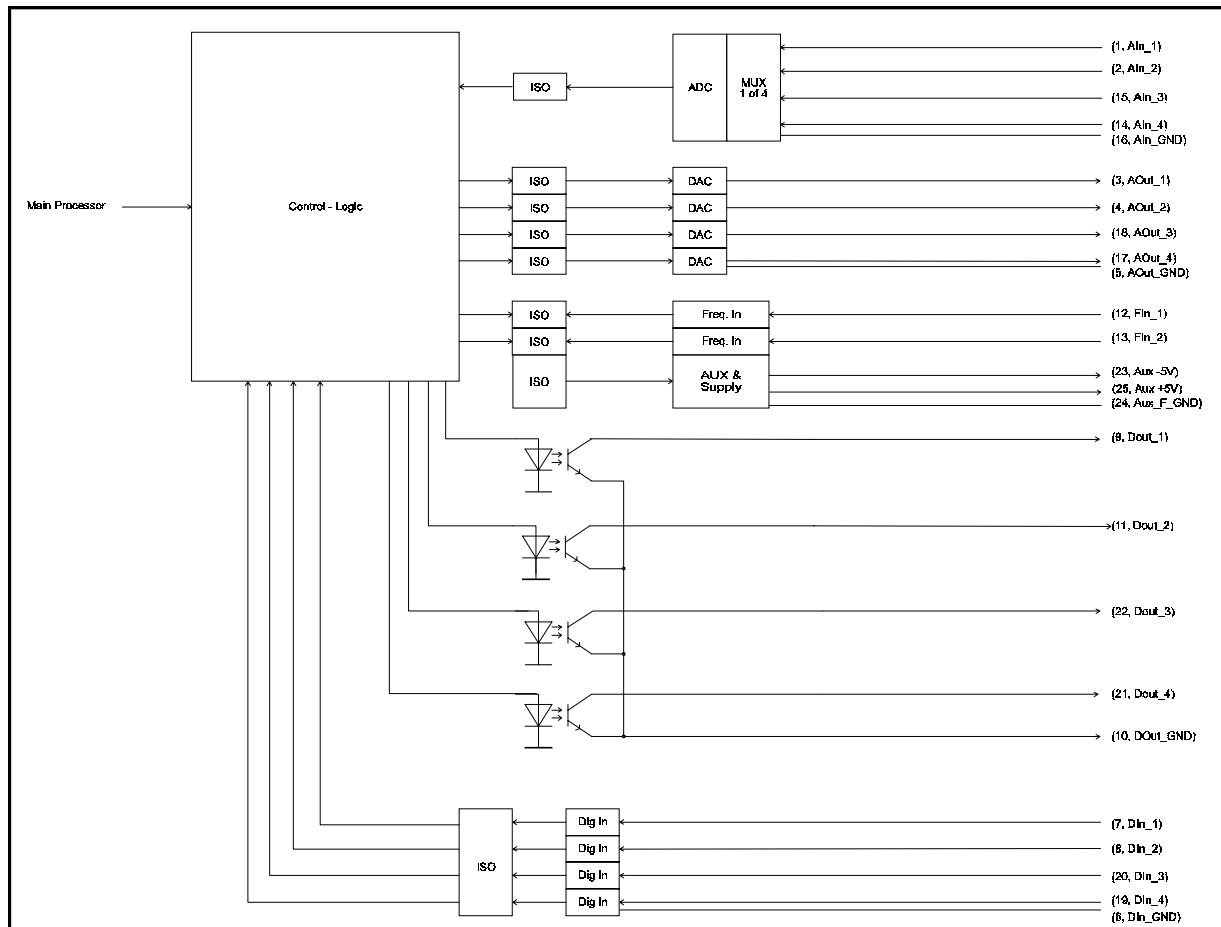 (1, AIn_1)
(2, AIn_2)
ISO
ADC
MUX
1 of 4
(15, AIn_3)
(14, AIn_4)
(16, AIn_GND)
ISO
DAC
(3, AOut_1)
Main Processor
Control - Logic
ISO
DAC
(4, AOut_2)
ISO
DAC
(18, AOut_3)
ISO
DAC
(17, AOut_4)
(5, AOut_GND)
ISO
Freq. In
(12, FIn_1)
ISO
Freq. In
(13, FIn_2)
ISO
AUX &
Supply
(23, Aux -5V)
(25, Aux +5V)
(24, Aux_F_GND)
(9, Dout_1)
(11, Dout_2)
(22, Dout_3)
(21, Dout_4)
(10, DOut_GND)
ISO
Dig In
(7, DIn_1)
Dig In
(8, DIn_2)
Dig In
(20, DIn_3)
Dig In
(19, DIn_4)
(6, DIn_GND)